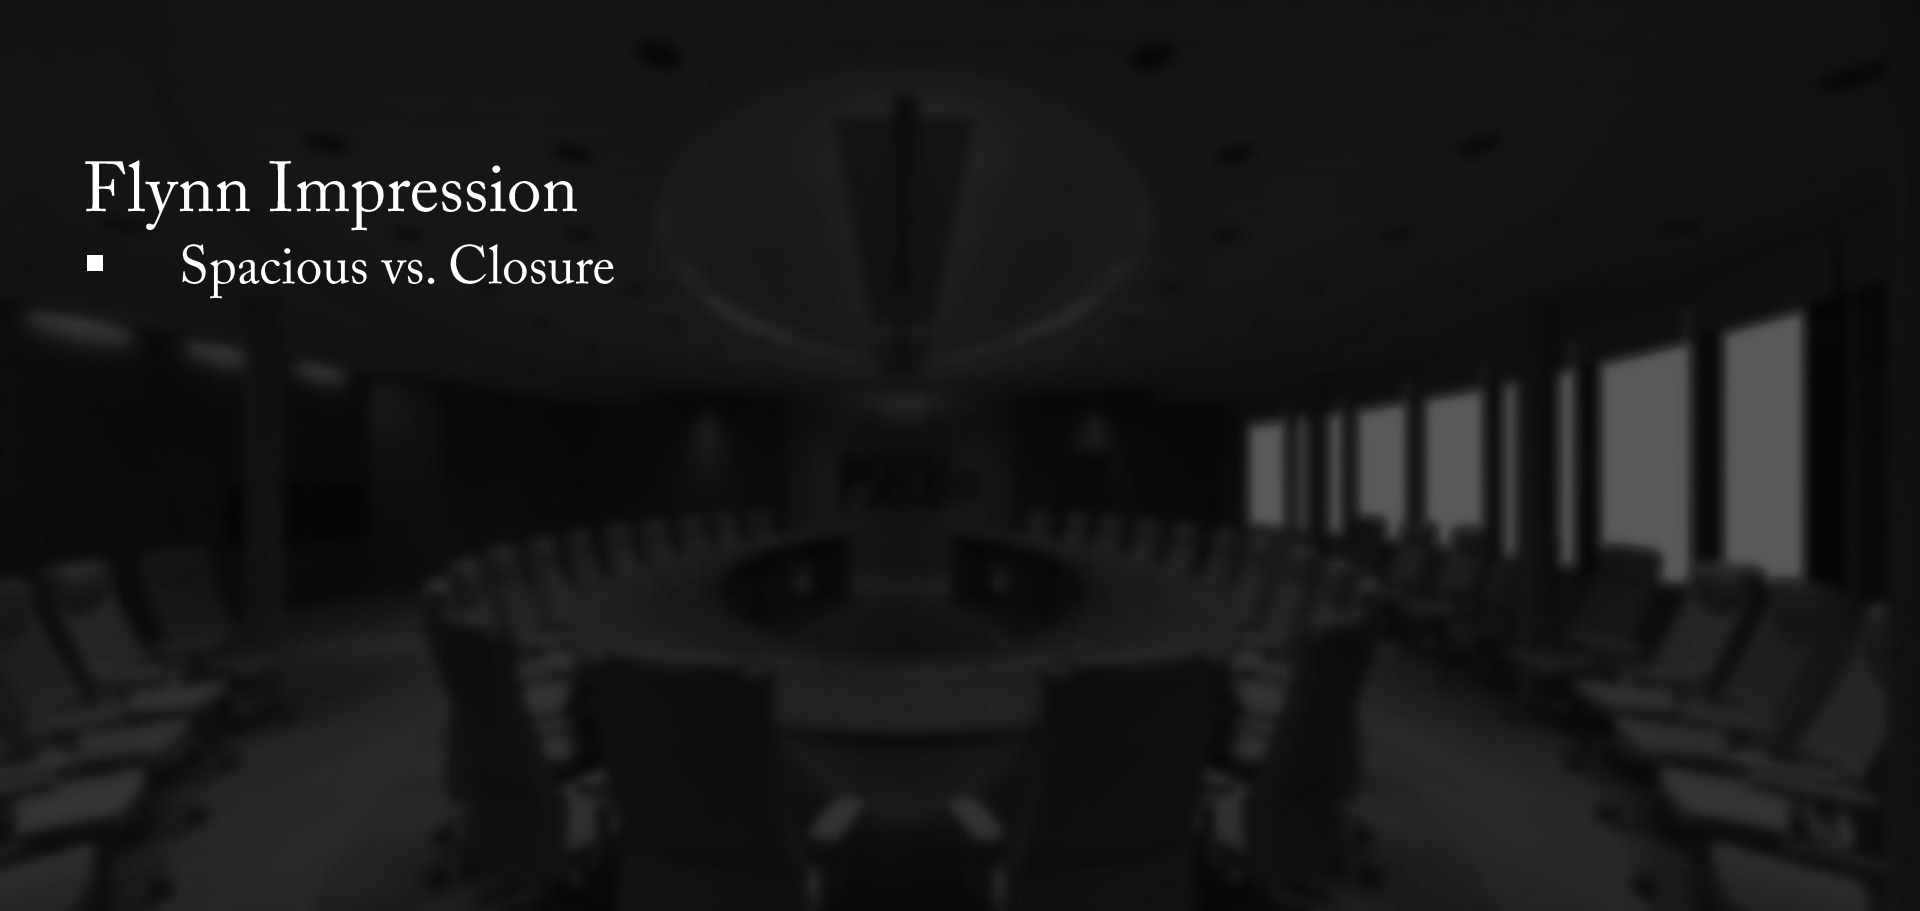 Flynn Impression
▪ Spacious vs. Closure